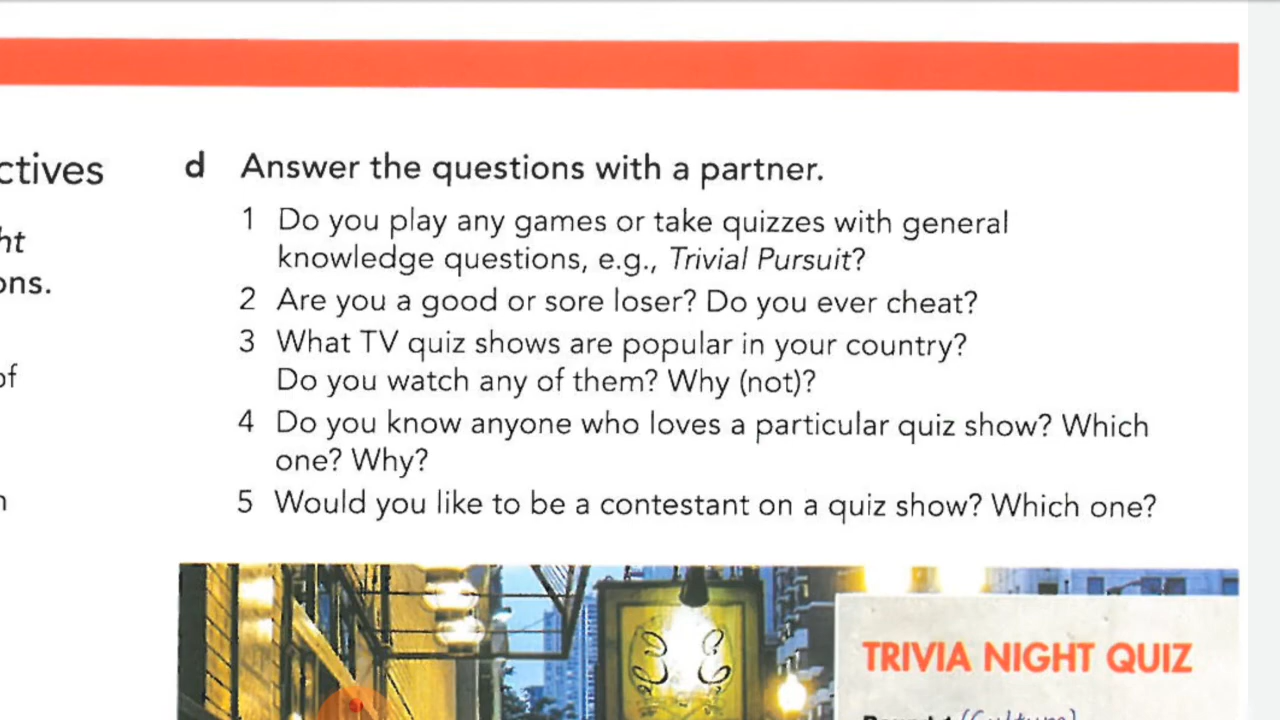 ctives
ht
ons.
of
n
d Answer the questions with a partner.
1 Do you play any games or take quizzes with general
knowledge questions, e.g., Trivial Pursuit?
2 Are you a good or sore loser? Do you ever cheat?
3 What TV quiz shows are popular in your country?
Do you watch any of them? Why (not)?
4 Do you know anyone who loves a particular quiz show? Which
one? Why?
5 Would you like to be a contestant on a quiz show? Which one?
TRIVIA NIGHT QUIZ
(Culture)